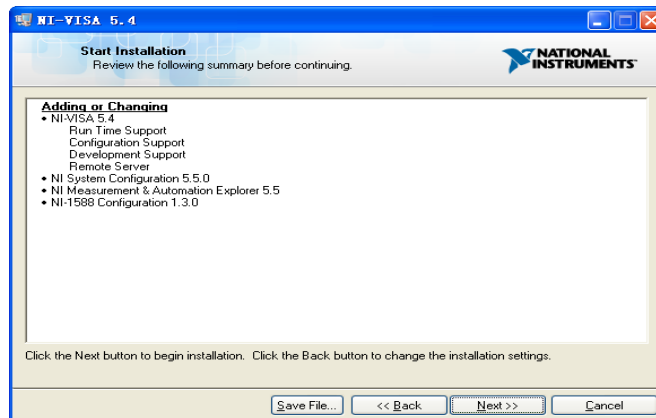 NI-VISA 5.4
Start Installation
Review the following summary before continuing.
NATIONAL
INSTRUMENTS™
Adding or Changing
• NI-VISA 5.4
Run Time Support
Configuration Support
Development Support
Remote Server
• NI System Configuration 5.5.0
• NI Measurement & Automation Explorer 5.5
• NI-1588 Configuration 1.3.0
Click the Next button to begin installation. Click the Back button to change the installation settings.
Save File... << Back Next >> Cancel